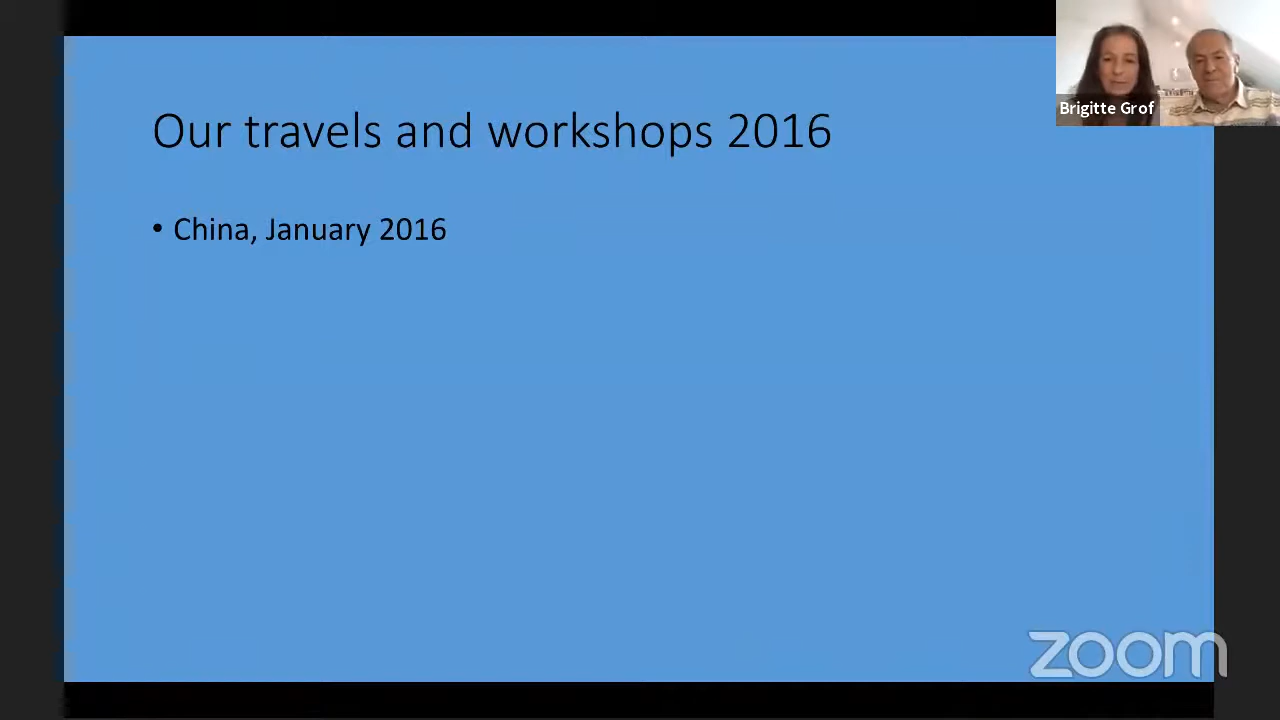 Our travels and workshops 2016
• China, January 2016
Brigitte Grof
zoom